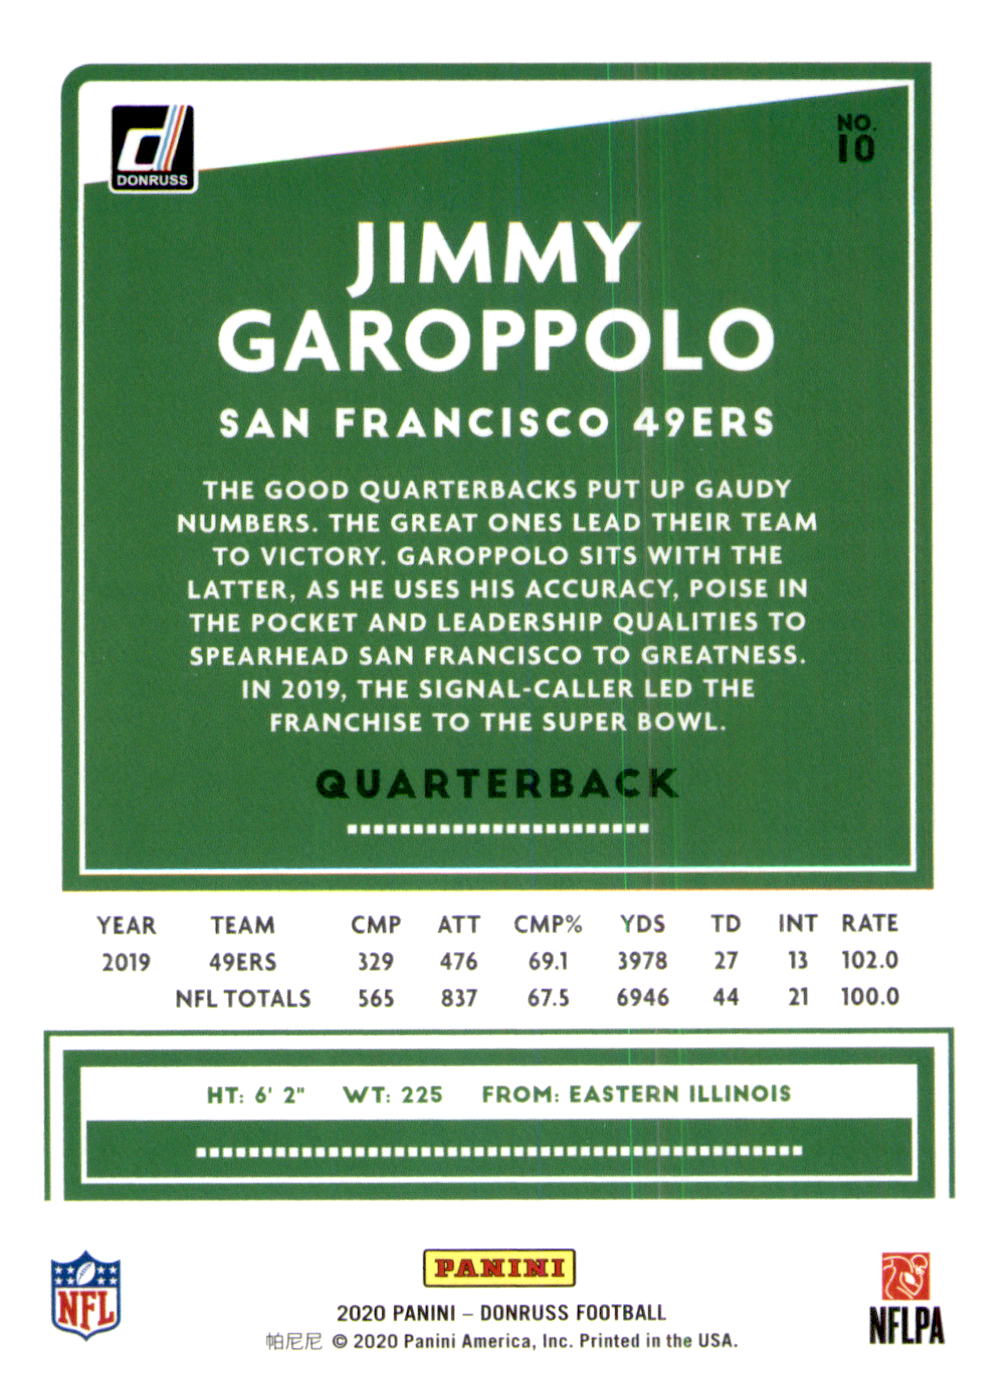 DONRUSS
NO.
10
JIMMY
GAROPPOLO
SAN FRANCISCO 49ERS
THE GOOD QUARTERBACKS PUT UP GAUDY
NUMBERS. THE GREAT ONES LEAD THEIR TEAM
TO VICTORY. GAROPPOLO SITS WITH THE
LATTER, AS HE USES HIS ACCURACY, POISE IN
THE POCKET AND LEADERSHIP QUALITIES TO
SPEARHEAD SAN FRANCISCO TO GREATNESS.
IN 2019, THE SIGNAL-CALLER LED THE
FRANCHISE TO THE SUPER BOWL.
QUARTERBACK
YEAR TEAM CMP ATT CMP% YDS TD INT RATE
2019 49ERS 329 476 69.1 3978 27 13 102.0
NFL TOTALS 565 837 67.5 6946 44 21 100.0
HT: 6' 2" WT: 225 FROM: EASTERN ILLINOIS
NFL
PANINI
NFLPA
2020 PANINI – DONRUSS FOOTBALL
帕尼尼 © 2020 Panini America, Inc. Printed in the USA.